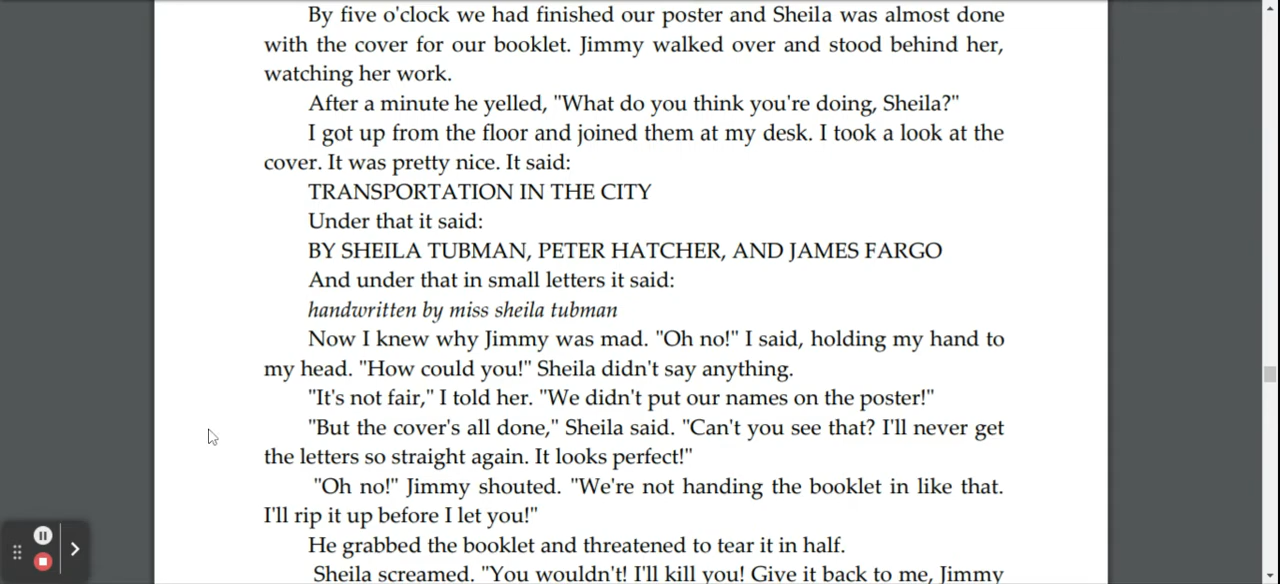 By five o'clock we had finished our poster and Sheila was almost done
with the cover for our booklet. Jimmy walked over and stood behind her,
watching her work.
After a minute he yelled, "What do you think you're doing, Sheila?"
I got up from the floor and joined them at my desk. I took a look at the
cover. It was pretty nice. It said:
TRANSPORTATION IN THE CITY
Under that it said:
BY SHEILA TUBMAN, PETER HATCHER, AND JAMES FARGO
And under that in small letters it said:
handwritten by miss sheila tubman
Now I knew why Jimmy was mad. "Oh no!" I said, holding my hand to
my head. "How could you!" Sheila didn't say anything.
"It's not fair," I told her. "We didn't put our names on the poster!"
"But the cover's all done," Sheila said. "Can't you see that? I'll never get
the letters so straight again. It looks perfect!"
"Oh no!" Jimmy shouted. "We're not handing the booklet in like that.
I'll rip it up before I let you!"
He grabbed the booklet and threatened to tear it in half.
Sheila screamed. "You wouldn't! I'll kill you! Give it back to me, Jimmy